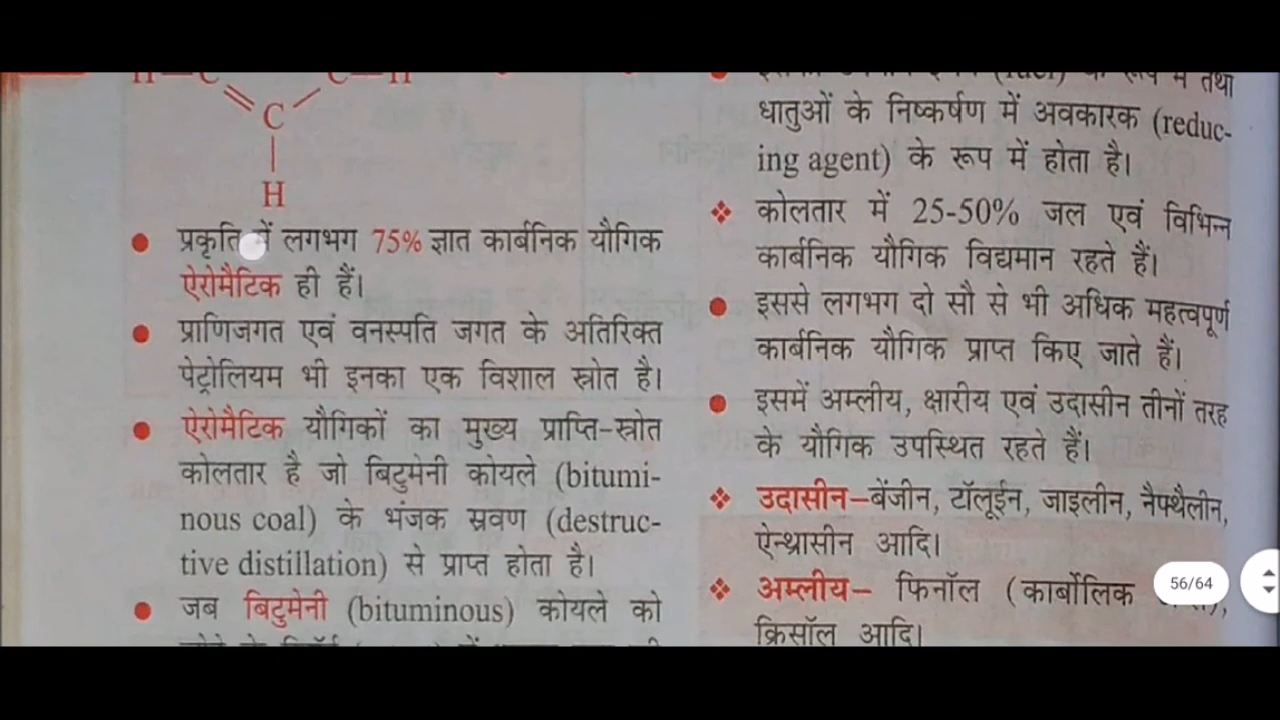 H — C C — H
C
H
● प्रकृति में लगभग 75% ज्ञात कार्बनिक यौगिक
ऐरोमैटिक ही हैं।
● प्राणिजगत एवं वनस्पति जगत के अतिरिक्त
पेट्रोलियम भी इनका एक विशाल स्रोत है।
● ऐरोमैटिक यौगिकों का मुख्य प्राप्ति-स्रोत
कोलतार है जो बिटुमेनी कोयले (bitumi-
nous coal) के भंजक स्रवण (destruc-
tive distillation) से प्राप्त होता है।
● जब बिटुमेनी (bituminous) कोयले को
(fuel) के रूप में तथा
धातुओं के निष्कर्षण में अवकारक (reduc-
ing agent) के रूप में होता है।
❖ कोलतार में 25-50% जल एवं विभिन्न
कार्बनिक यौगिक विद्यमान रहते हैं।
● इससे लगभग दो सौ से भी अधिक महत्वपूर्ण
कार्बनिक यौगिक प्राप्त किए जाते हैं।
● इसमें अम्लीय, क्षारीय एवं उदासीन तीनों तरह
के यौगिक उपस्थित रहते हैं।
❖ उदासीन–बेंजीन, टॉलूईन, जाइलीन, नैफ्थैलीन,
ऐन्थ्रासीन आदि।
❖ अम्लीय– फिनॉल (कार्बोलिक
क्रिसॉल आदि।
56/64